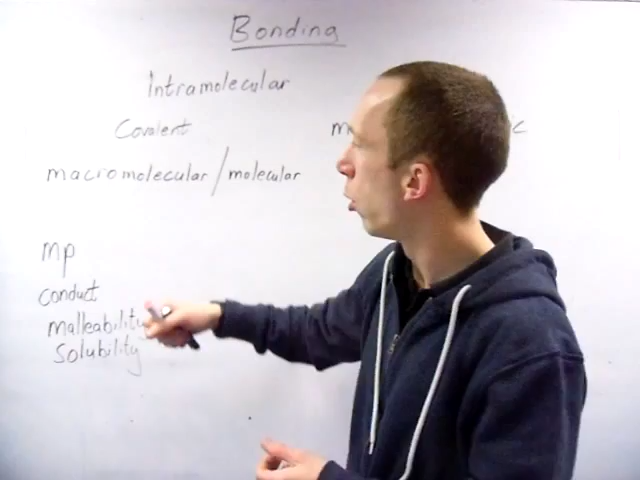 Bonding
Intramolecular
Covalent
macromolecular/molecular
mp
conduct
malleability
Solubility